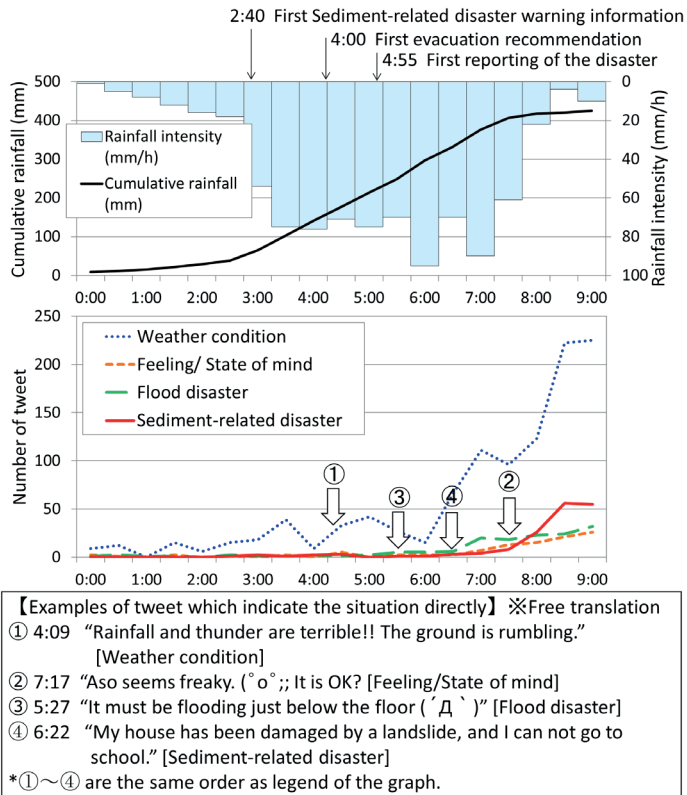 2:40 First Sediment-related disaster warning information
4:00 First evacuation recommendation
4:55 First reporting of the disaster
Cumulative rainfall (mm)
500
400
300
200
100
0
Rainfall intensity
(mm/h)
Cumulative rainfall
(mm)
0
20
40
60
80
100
Rainfall intensity (mm/h)
0:00 1:00 2:00 3:00 4:00 5:00 6:00 7:00 8:00 9:00
Number of tweet
250
200
150
100
50
0
Weather condition
Feeling/ State of mind
Flood disaster
Sediment-related disaster
① ③ ④ ②
0:00 1:00 2:00 3:00 4:00 5:00 6:00 7:00 8:00 9:00
【Examples of tweet which indicate the situation directly】 ※Free translation
① 4:09 “Rainfall and thunder are terrible!! The ground is rumbling.”
[Weather condition]
② 7:17 “Aso seems freaky. (ﾟoﾟ;; It is OK? [Feeling/State of mind]
③ 5:27 “It must be flooding just below the floor (´Д｀)” [Flood disaster]
④ 6:22 “My house has been damaged by a landslide, and I can not go to
school.” [Sediment-related disaster]
*①～④ are the same order as legend of the graph.